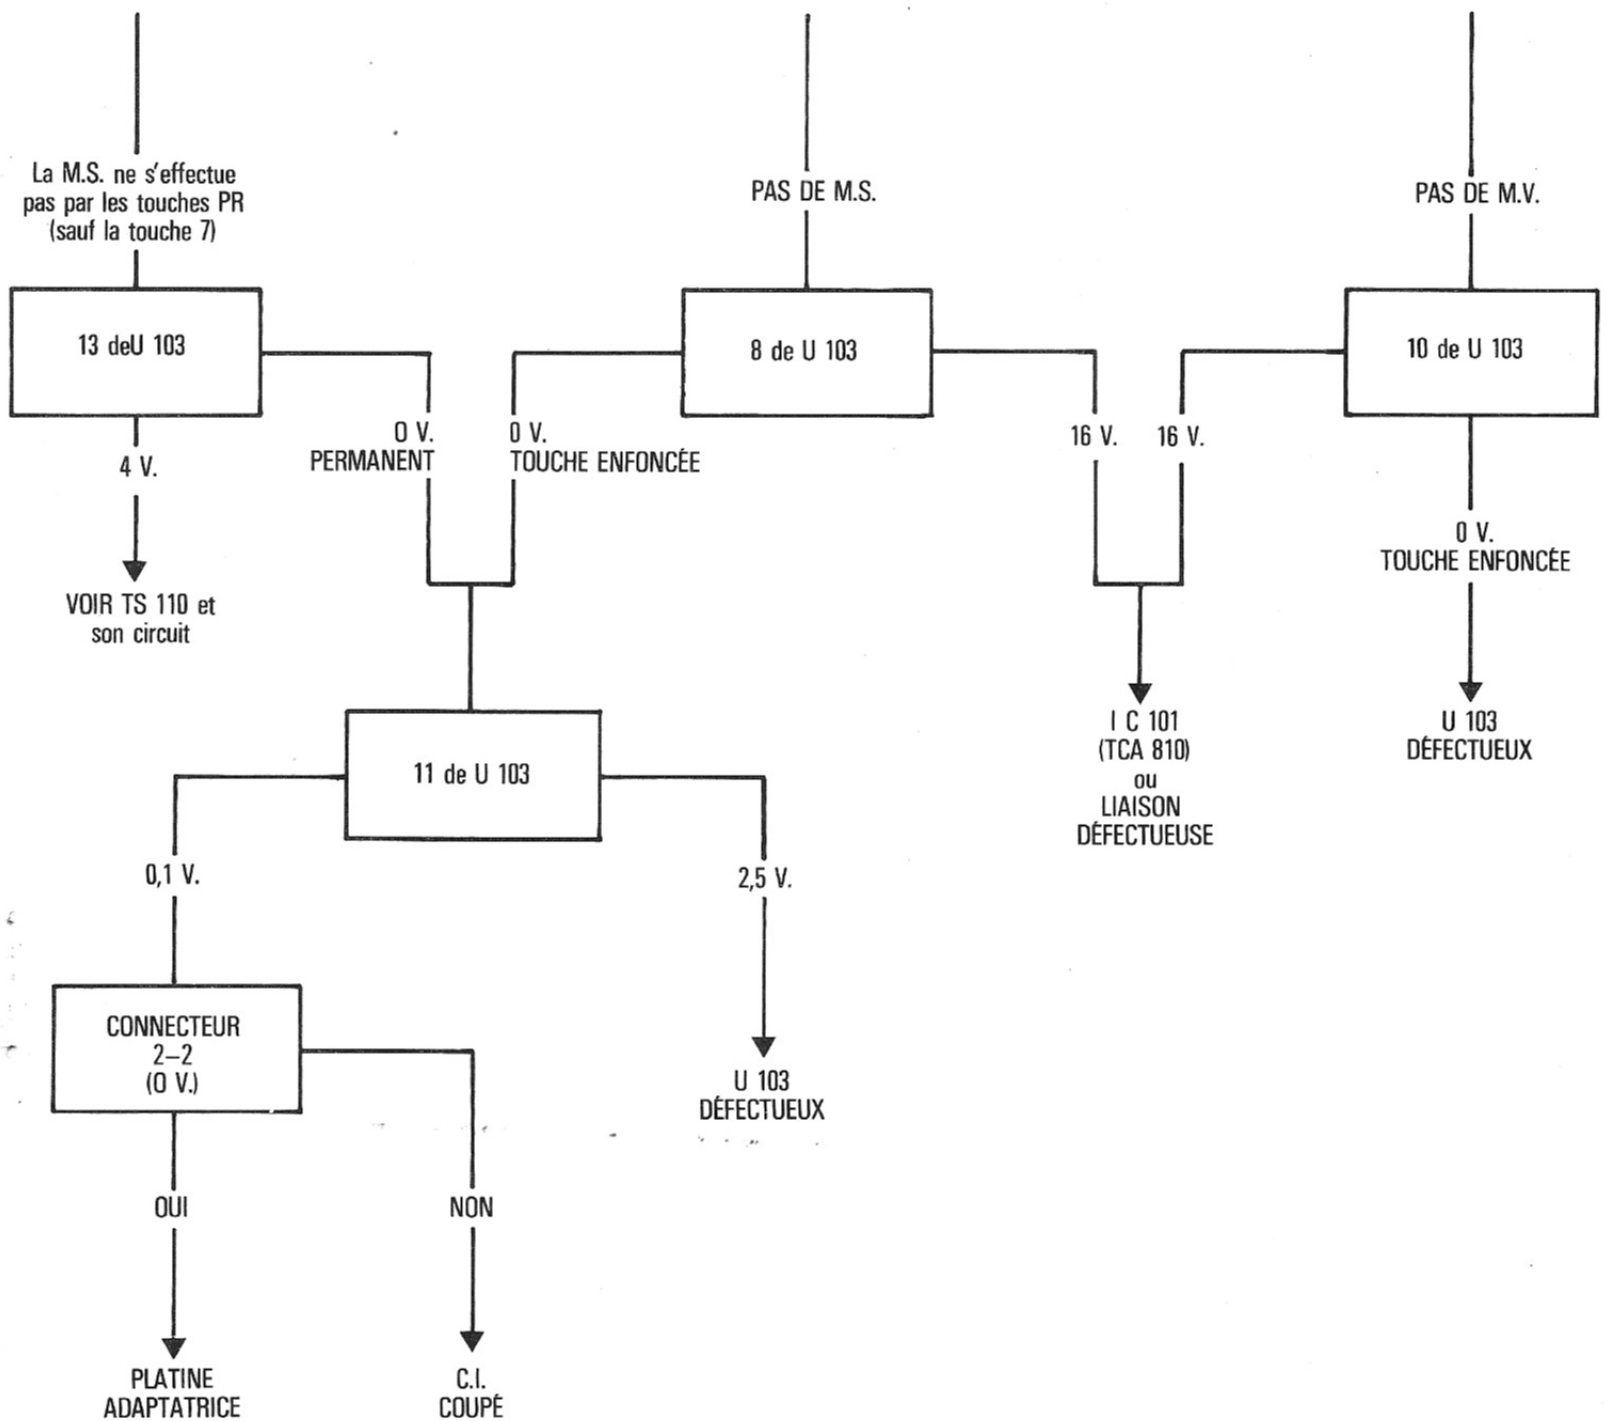 La M.S. ne s'effectue
pas par les touches PR
(sauf la touche 7)
PAS DE M.S.
PAS DE M.V.
13 deU 103
8 de U 103
10 de U 103
4 V.
0 V.
PERMANENT
0 V.
TOUCHE ENFONCÉE
16 V.
16 V.
0 V.
TOUCHE ENFONCÉE
VOIR TS 110 et
son circuit
I C 101
(TCA 810)
ou
LIAISON
DÉFECTUEUSE
U 103
DÉFECTUEUX
11 de U 103
0,1 V.
2,5 V.
CONNECTEUR
2–2
(0 V.)
U 103
DÉFECTUEUX
OUI
NON
PLATINE
ADAPTATRICE
C.I.
COUPÉ